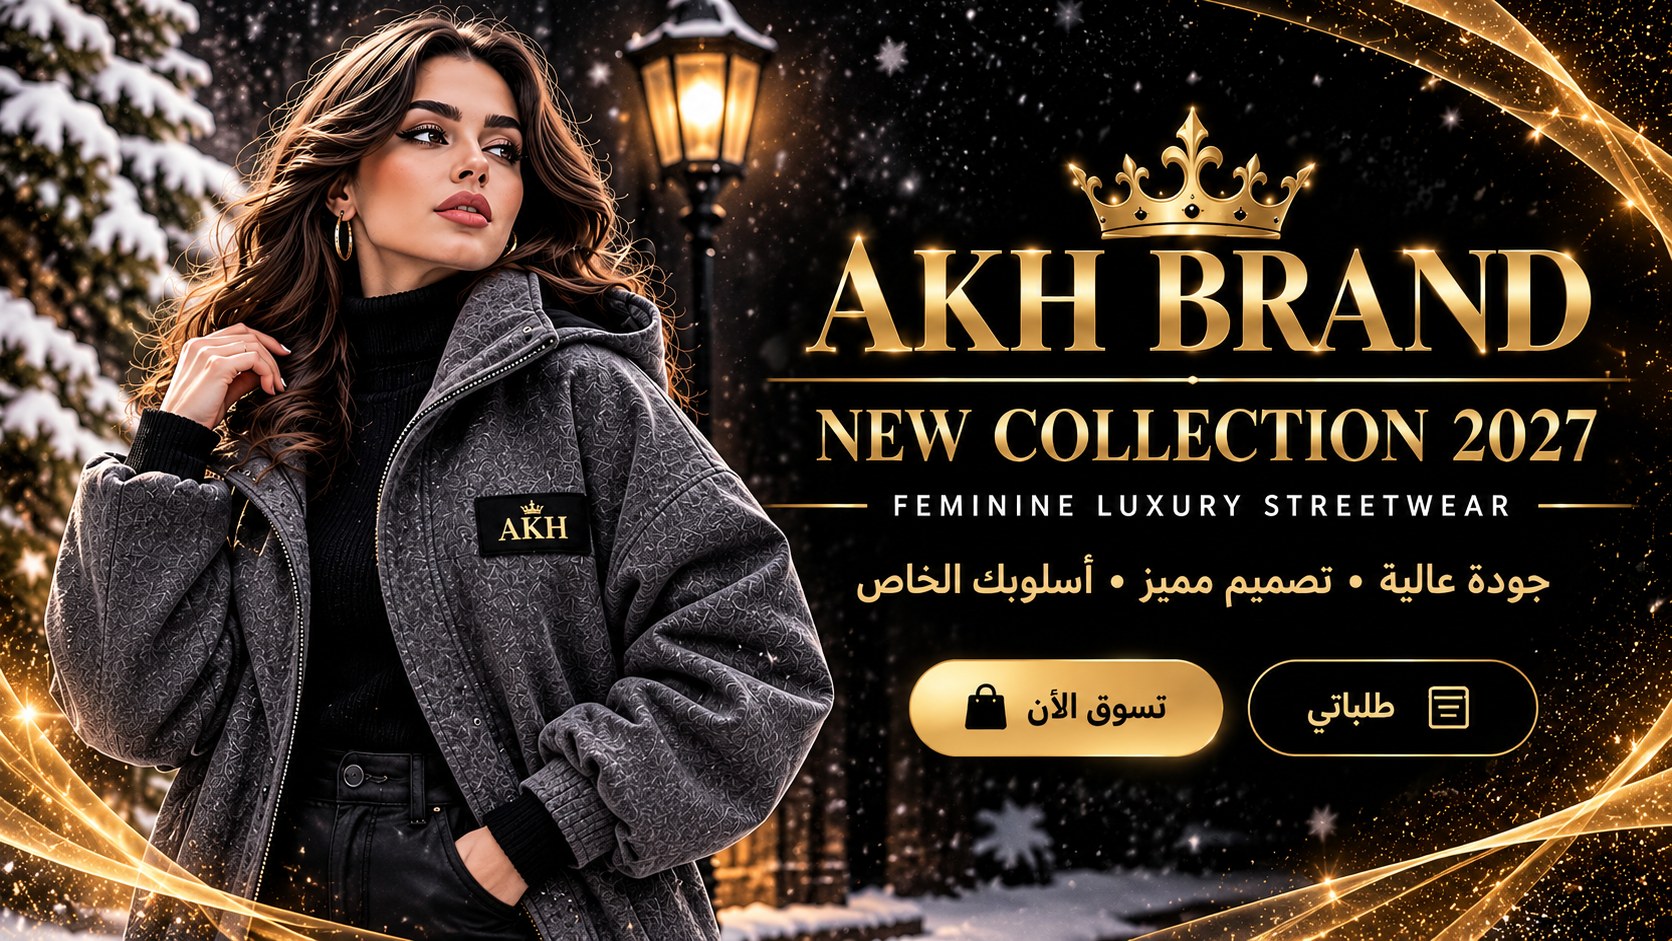 AKH BRAND
NEW COLLECTION 2027
FEMININE LUXURY STREETWEAR
جودة عالية • تصميم مميز • أسلوبك الخاص
طلباتي
تسوق الأن
AKH